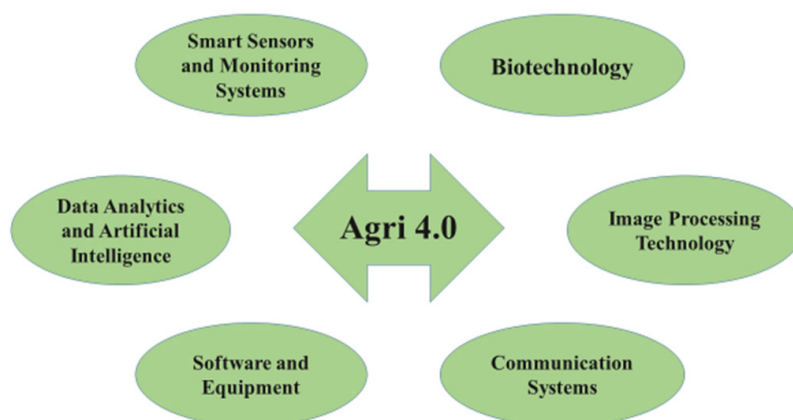 Smart Sensors
and Monitoring
Systems
Biotechnology
Data Analytics
and Artificial
Intelligence
Agri 4.0
Image Processing
Technology
Software and
Equipment
Communication
Systems